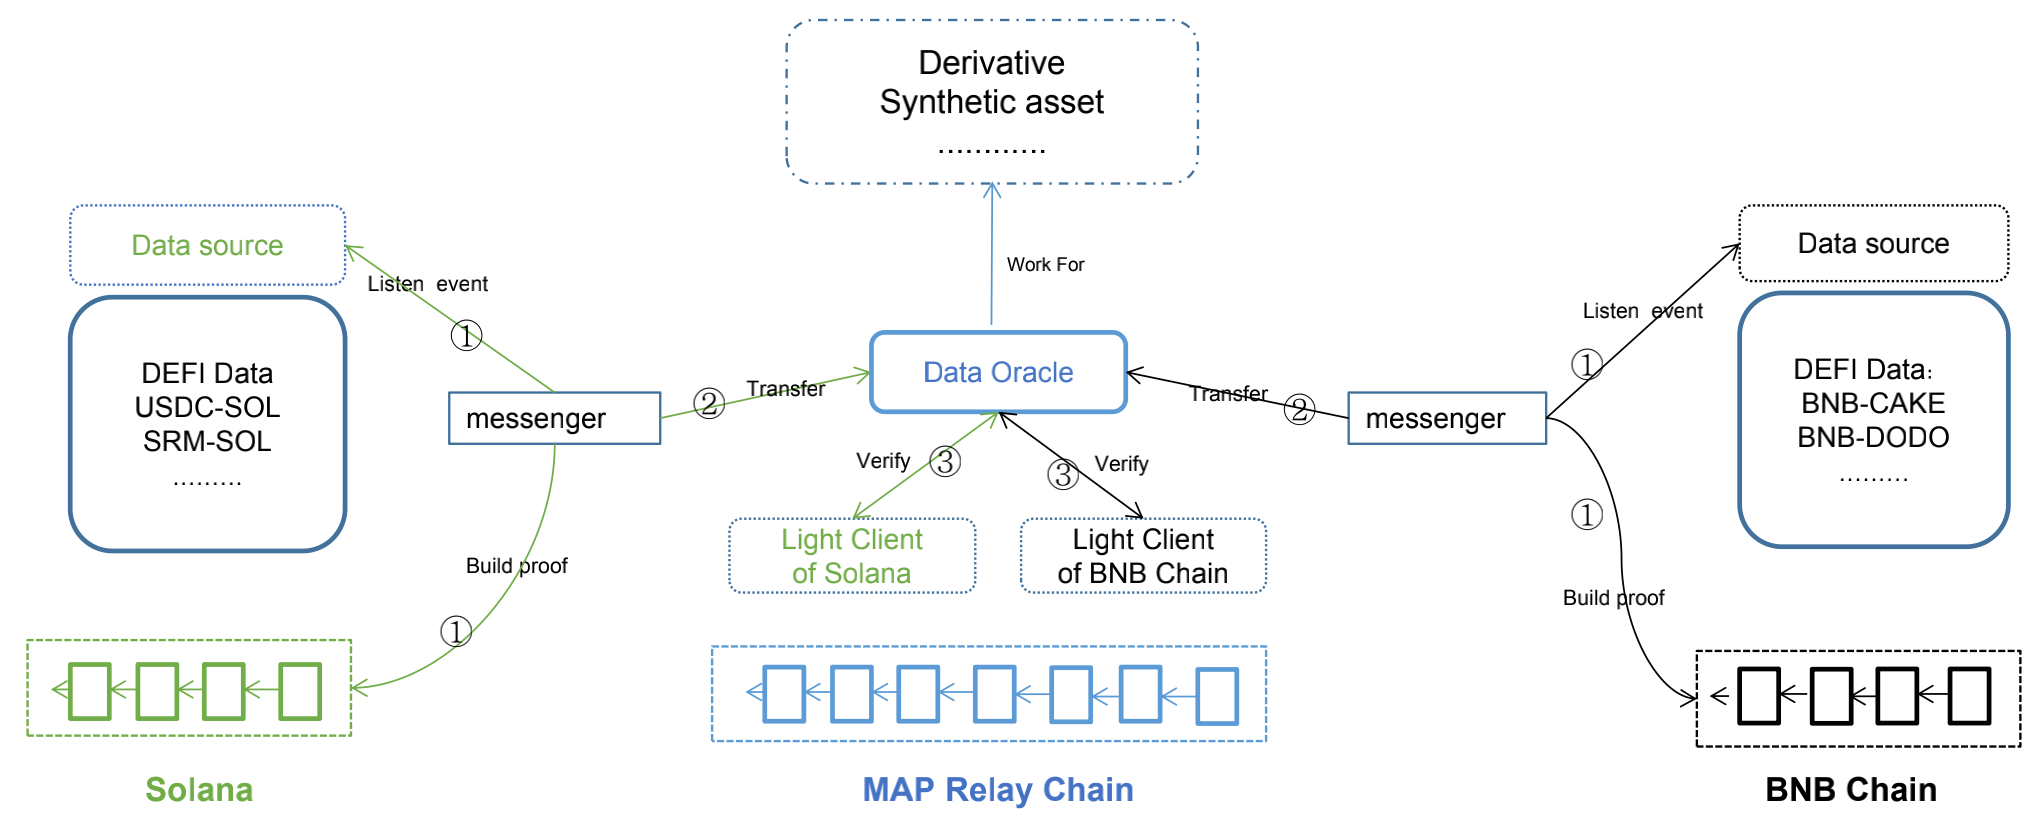 Derivative
Synthetic asset
............
Data source
Listen  event
①
DEFI Data
USDC-SOL
SRM-SOL
.........
messenger
②
Transfer
Build proof
①
Work For
Data Oracle
Verify
③
③
Verify
Light Client
of Solana
Light Client
of BNB Chain
Transfer
②
messenger
Data source
Listen  event
①
DEFI Data:
BNB-CAKE
BNB-DODO
.........
①
Build proof
Solana
MAP Relay Chain
BNB Chain